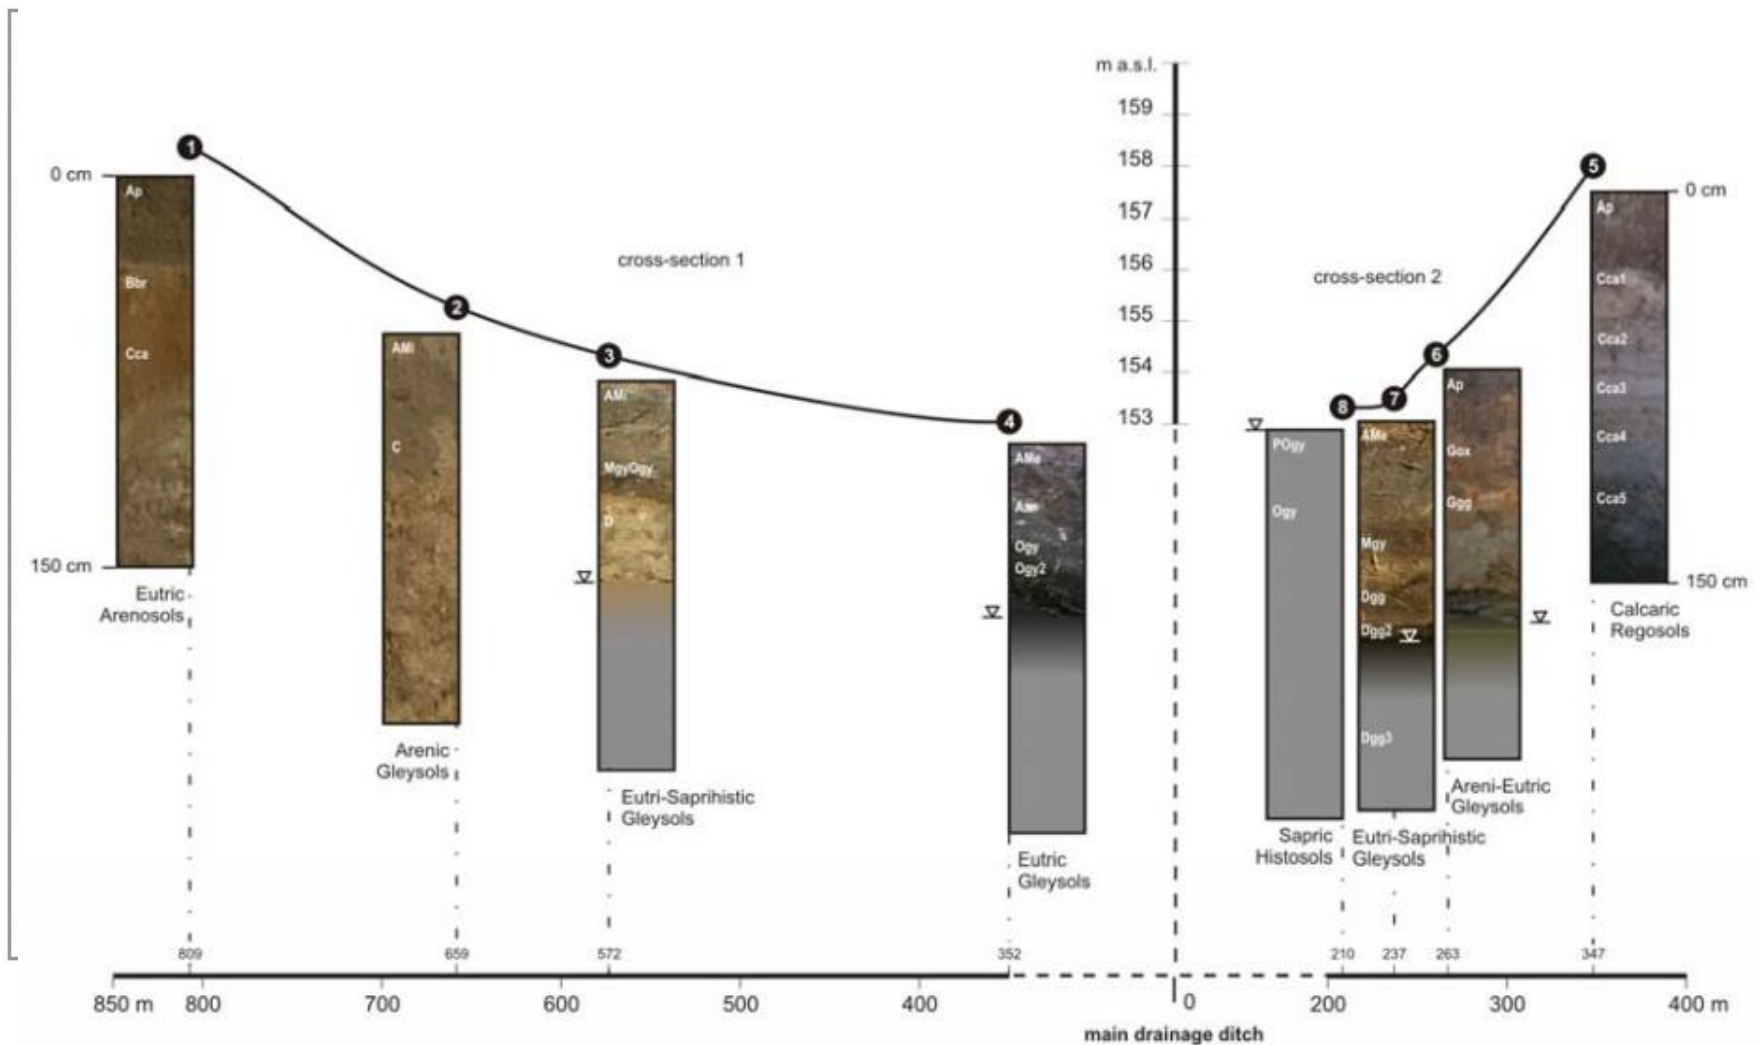 m a.s.l.
159
158
157
156
155
154
153
1
2
3
4
5
6
7
8
cross-section 1
cross-section 2
0 cm
150 cm
Ap
Bbr
Cca
Eutric
Arenosols
AMi
C
Arenic
Gleysols
AMi
MgyOgy
D
Eutri-Saprihistic
Gleysols
AMe
Ogy
Ogy2
Eutric
Gleysols
POgy
Ogy
Sapric
Histosols
AMe
Mgy
Dgg
Dgg2
Dgg3
Eutri-Saprihistic
Gleysols
Ap
Gox
Ggg
Areni-Eutric
Gleysols
0 cm
150 cm
Ap
Cca1
Cca2
Cca3
Cca4
Cca5
Calcaric
Regosols
809 659 572 352 210 237 263 347
850 m 800 700 600 500 400 0 200 300 400 m
main drainage ditch